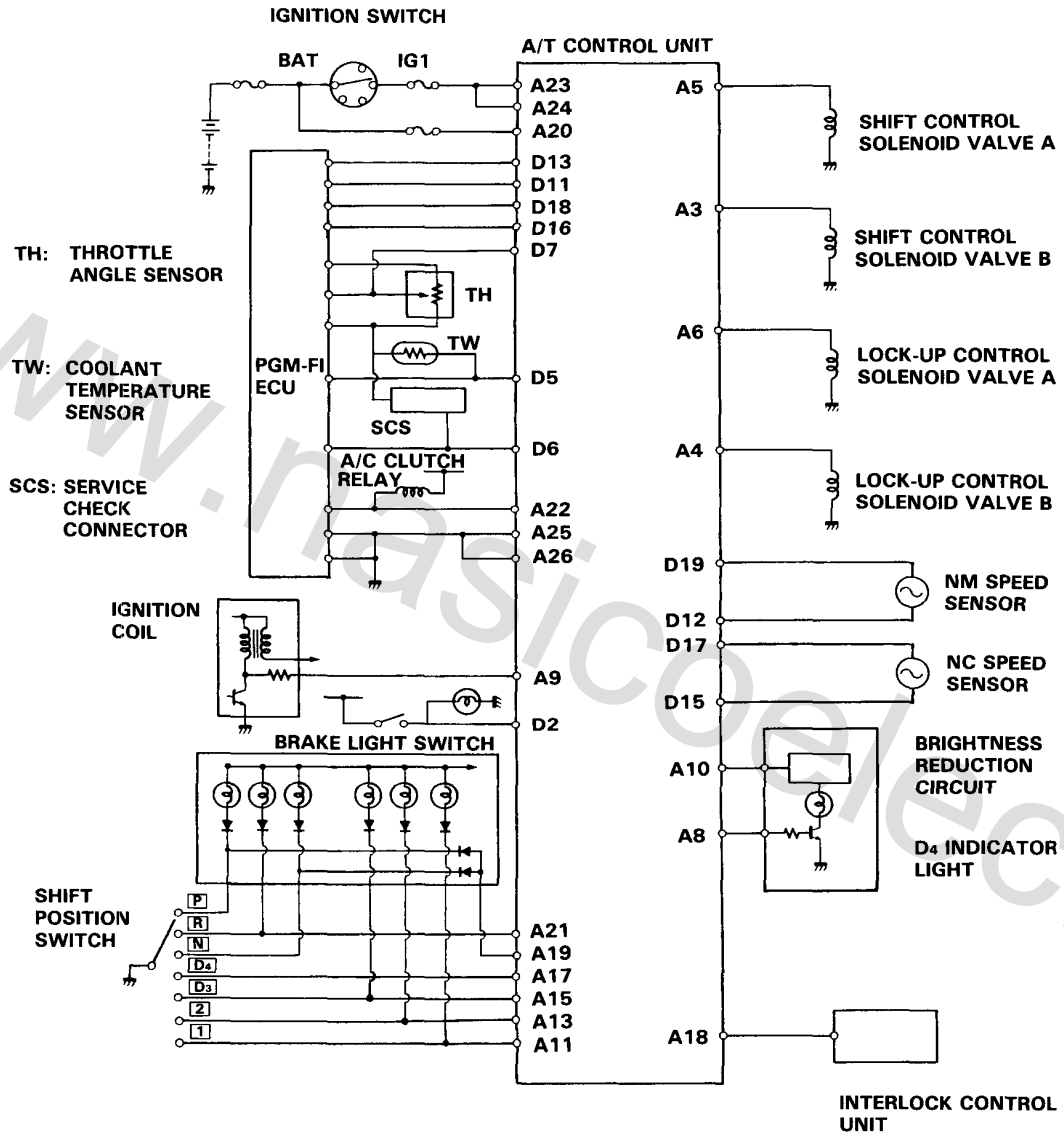 IGNITION SWITCH
BAT
IG1
A/T CONTROL UNIT
A23
A24
A20
D13
D11
D18
D16
D7
TH: THROTTLE
ANGLE SENSOR
TH
TW: COOLANT
TEMPERATURE
SENSOR
PGM-FI
ECU
TW
D5
SCS
D6
SCS: SERVICE
CHECK
CONNECTOR
A/C CLUTCH
RELAY
A22
A25
A26
IGNITION
COIL
A9
D2
BRAKE LIGHT SWITCH
SHIFT
POSITION
SWITCH
P
R
N
D4
D3
2
1
A21
A19
A17
A15
A13
A11
A5
SHIFT CONTROL
SOLENOID VALVE A
A3
SHIFT CONTROL
SOLENOID VALVE B
A6
LOCK-UP CONTROL
SOLENOID VALVE A
A4
LOCK-UP CONTROL
SOLENOID VALVE B
D19
NM SPEED
SENSOR
D12
D17
NC SPEED
SENSOR
D15
A10
BRIGHTNESS
REDUCTION
CIRCUIT
A8
D4 INDICATOR
LIGHT
A18
INTERLOCK CONTROL
UNIT
w.nasicoelec